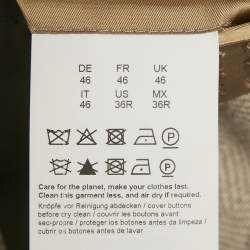 DE FR UK
46 46 46
IT US MX
46 36R 36R
P
P
Care for the planet, make your clothes last.
Clean this garment less, and air dry if required.
Knöpfe vor Reinigung abdecken / cover buttons
before dry clean / couvrir les boutons avant
sec-proire / proteger los botones antes da limpeza /
cubrir os botones antes de lavar